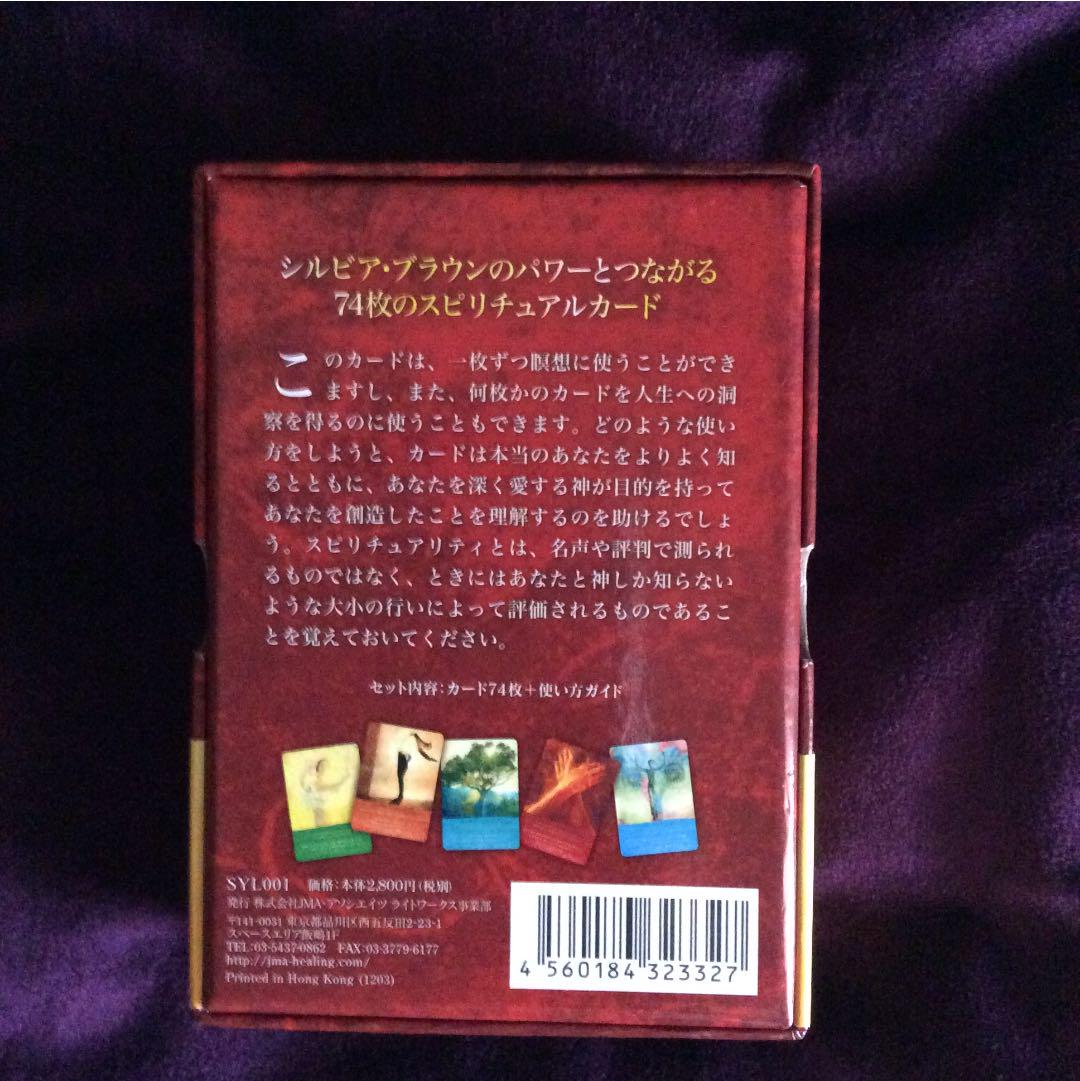 シルビア・ブラウンのパワーとつながる
74枚のスピリチュアルカード
このカードは、一枚ずつ瞑想に使うことができ
ますし、また、何枚かのカードを人生への洞
察を得るのに使うこともできます。どのような使い
方をしようと、カードは本当のあなたをよりよく知
るとともに、あなたを深く愛する神が目的を持って
あなたを創造したことを理解するのを助けるでしょ
う。スピリチュアリティとは、名声や評判で測られ
るものではなく、ときにはあなたと神しか知らない
ような大小の行いによって評価されるものであるこ
とを覚えておいてください。
セット内容：カード74枚＋使い方ガイド
SYL001 価格：本体2,800円（税別）
発行 株式会社JMA・アソシエイツ ライトワークス事業部
〒141-0031 東京都品川区西五反田2-23-1
スペースエリア飯嶋1F
TEL:03-5437-0862 FAX:03-3779-6177
http://jma-healing.com/
Printed in Hong Kong (1203)
4 560184 323327